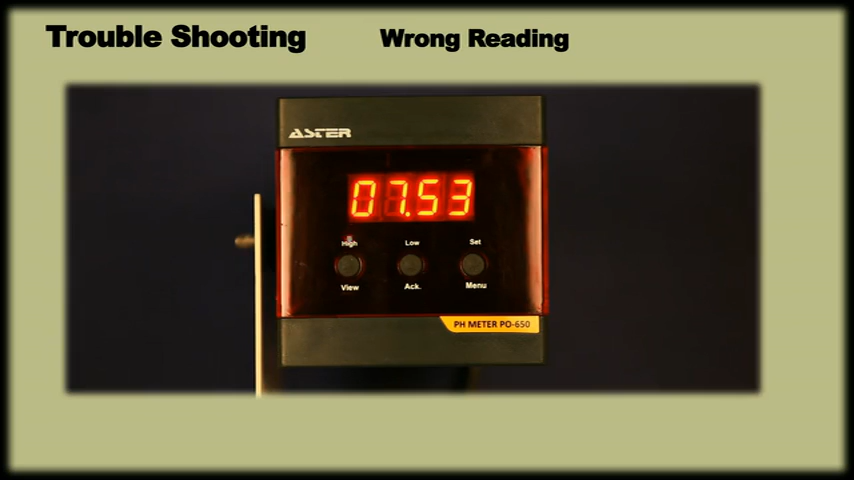 Trouble Shooting
Wrong Reading
ASTER
07.53
High Low Set
View Ack. Menu
PH METER PO-650